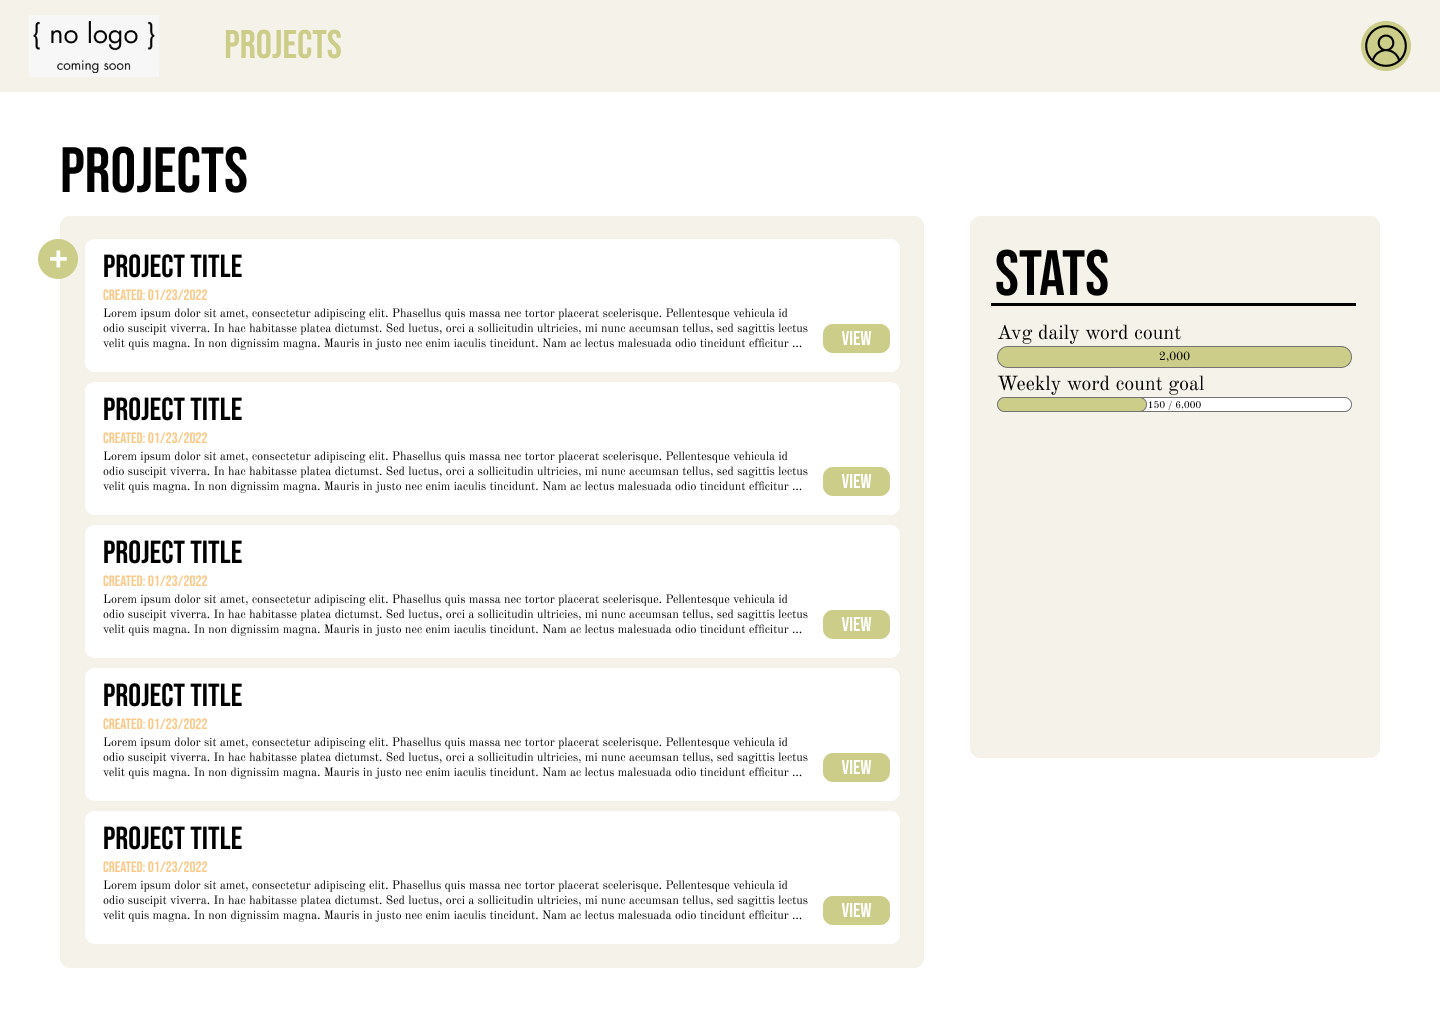 { no logo }
coming soon
PROJECTS
PROJECTS
+
PROJECT TITLE
CREATED: 01/23/2022
Lorem ipsum dolor sit amet, consectetur adipiscing elit. Phasellus quis massa nec tortor placerat scelerisque. Pellentesque vehicula id
odio suscipit viverra. In hac habitasse platea dictumst. Sed luctus, orci a sollicitudin ultricies, mi nunc accumsan tellus, sed sagittis lectus
velit quis magna. In non dignissim magna. Mauris in justo nec enim iaculis tincidunt. Nam ac lectus malesuada odio tincidunt efficitur ...
VIEW
PROJECT TITLE
CREATED: 01/23/2022
Lorem ipsum dolor sit amet, consectetur adipiscing elit. Phasellus quis massa nec tortor placerat scelerisque. Pellentesque vehicula id
odio suscipit viverra. In hac habitasse platea dictumst. Sed luctus, orci a sollicitudin ultricies, mi nunc accumsan tellus, sed sagittis lectus
velit quis magna. In non dignissim magna. Mauris in justo nec enim iaculis tincidunt. Nam ac lectus malesuada odio tincidunt efficitur ...
VIEW
PROJECT TITLE
CREATED: 01/23/2022
Lorem ipsum dolor sit amet, consectetur adipiscing elit. Phasellus quis massa nec tortor placerat scelerisque. Pellentesque vehicula id
odio suscipit viverra. In hac habitasse platea dictumst. Sed luctus, orci a sollicitudin ultricies, mi nunc accumsan tellus, sed sagittis lectus
velit quis magna. In non dignissim magna. Mauris in justo nec enim iaculis tincidunt. Nam ac lectus malesuada odio tincidunt efficitur ...
VIEW
PROJECT TITLE
CREATED: 01/23/2022
Lorem ipsum dolor sit amet, consectetur adipiscing elit. Phasellus quis massa nec tortor placerat scelerisque. Pellentesque vehicula id
odio suscipit viverra. In hac habitasse platea dictumst. Sed luctus, orci a sollicitudin ultricies, mi nunc accumsan tellus, sed sagittis lectus
velit quis magna. In non dignissim magna. Mauris in justo nec enim iaculis tincidunt. Nam ac lectus malesuada odio tincidunt efficitur ...
VIEW
PROJECT TITLE
CREATED: 01/23/2022
Lorem ipsum dolor sit amet, consectetur adipiscing elit. Phasellus quis massa nec tortor placerat scelerisque. Pellentesque vehicula id
odio suscipit viverra. In hac habitasse platea dictumst. Sed luctus, orci a sollicitudin ultricies, mi nunc accumsan tellus, sed sagittis lectus
velit quis magna. In non dignissim magna. Mauris in justo nec enim iaculis tincidunt. Nam ac lectus malesuada odio tincidunt efficitur ...
VIEW
STATS
Avg daily word count
2,000
Weekly word count goal
150 / 6,000